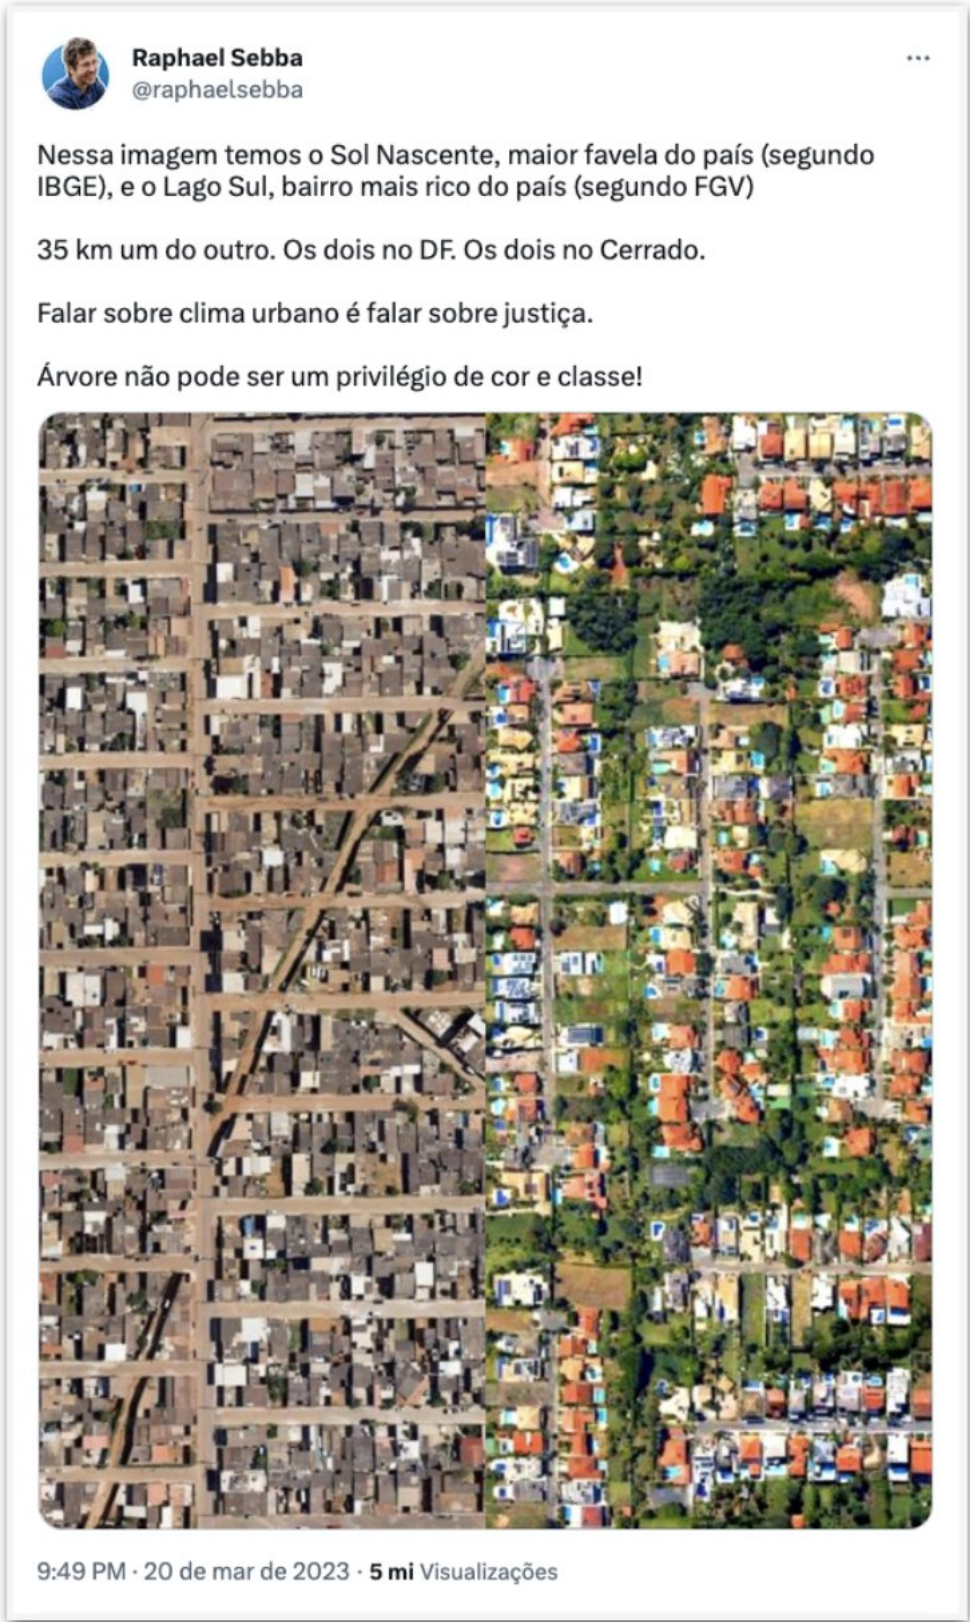 Raphael Sebba
@raphaelsebba
Nessa imagem temos o Sol Nascente, maior favela do país (segundo
IBGE), e o Lago Sul, bairro mais rico do país (segundo FGV)
35 km um do outro. Os dois no DF. Os dois no Cerrado.
Falar sobre clima urbano é falar sobre justiça.
Árvore não pode ser um privilégio de cor e classe!
9:49 PM · 20 de mar de 2023 · 5 mi Visualizações